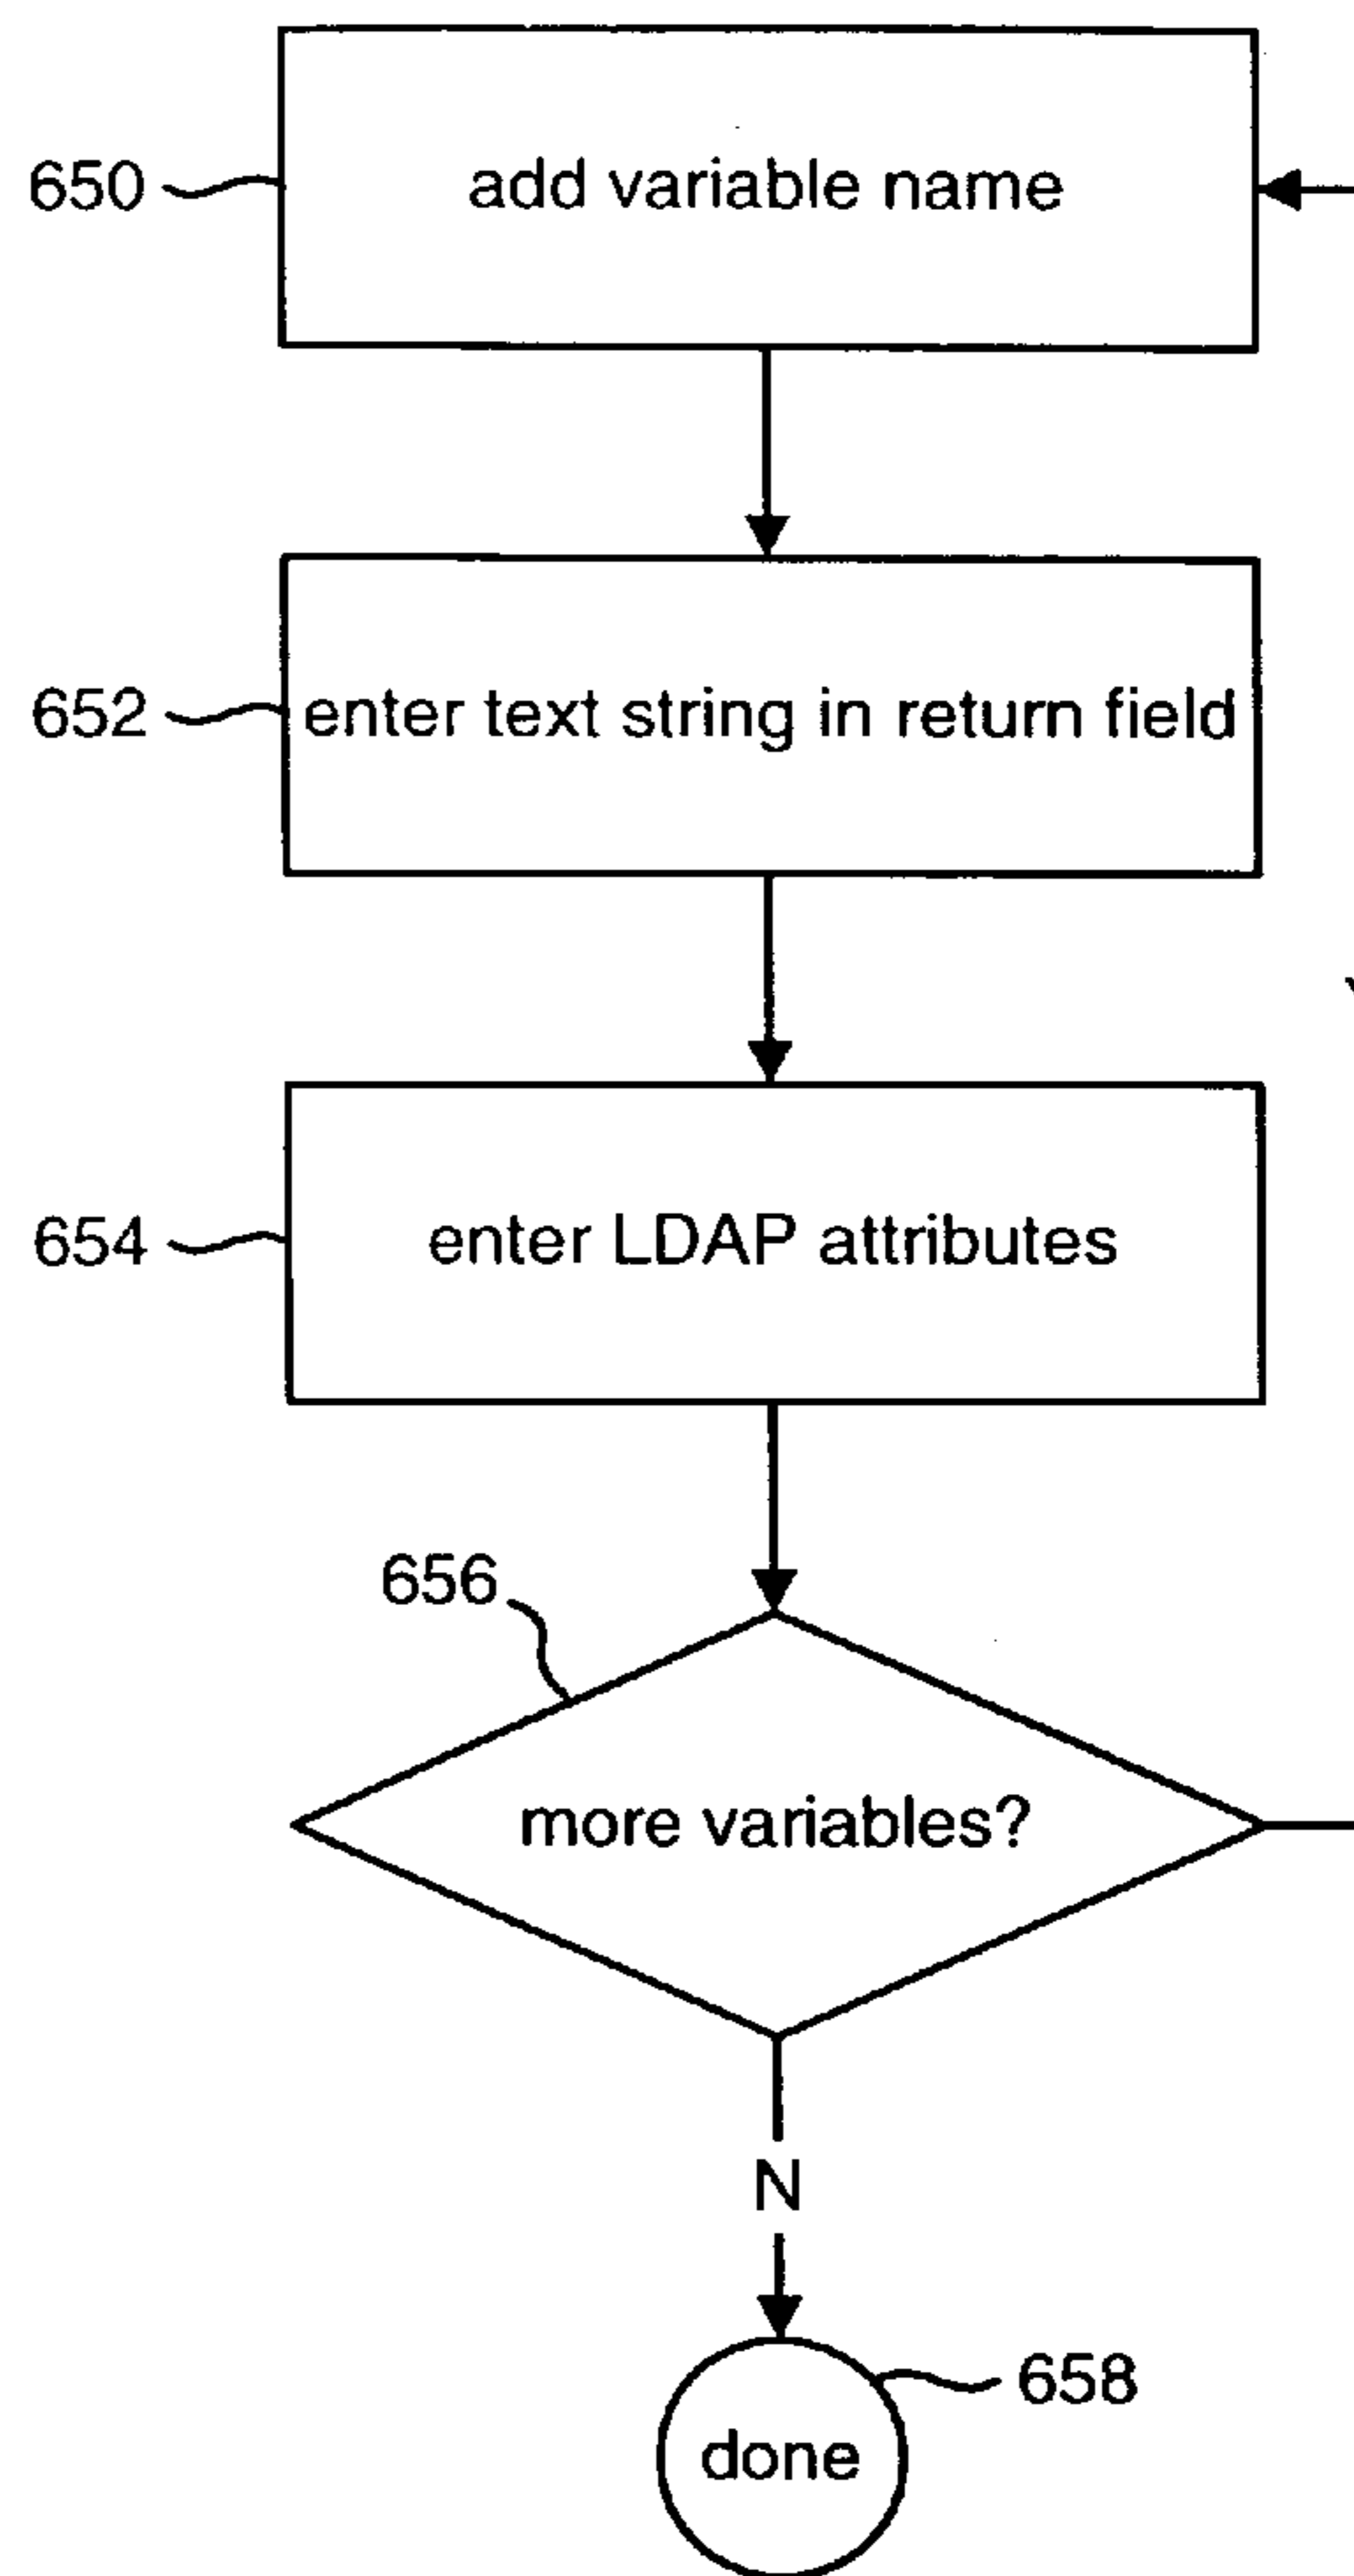 650
add variable name
652
enter text string in return field
654
enter LDAP attributes
656
more variables?
N
658
done